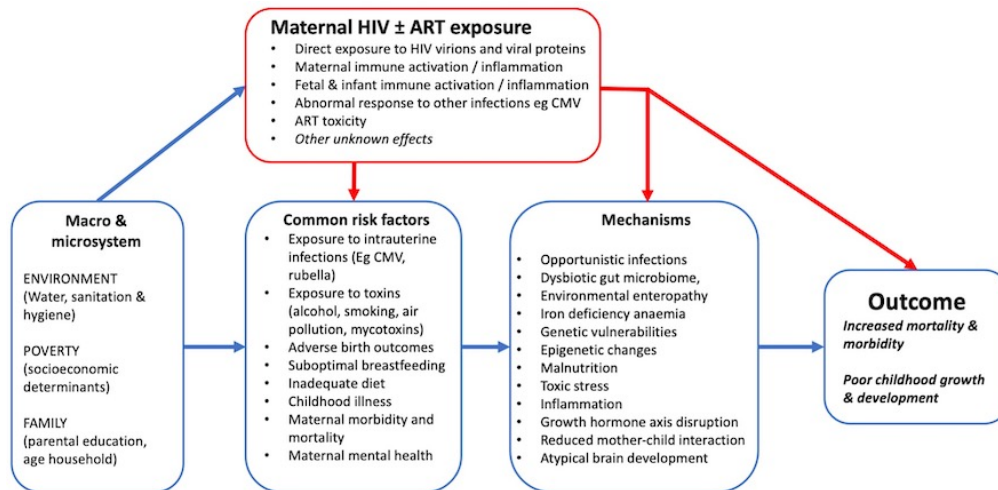 Maternal HIV ± ART exposure
• Direct exposure to HIV virions and viral proteins
• Maternal immune activation / inflammation
• Fetal & infant immune activation / inflammation
• Abnormal response to other infections eg CMV
• ART toxicity
• Other unknown effects
Macro &
microsystem
ENVIRONMENT
(Water, sanitation &
hygiene)
POVERTY
(socioeconomic
determinants)
FAMILY
(parental education,
age household)
Common risk factors
• Exposure to intrauterine
infections (Eg CMV,
rubella)
• Exposure to toxins
(alcohol, smoking, air
pollution, mycotoxins)
• Adverse birth outcomes
• Suboptimal breastfeeding
• Inadequate diet
• Childhood illness
• Maternal morbidity and
mortality
• Maternal mental health
Mechanisms
• Opportunistic infections
• Dysbiotic gut microbiome,
• Environmental enteropathy
• Iron deficiency anaemia
• Genetic vulnerabilities
• Epigenetic changes
• Malnutrition
• Toxic stress
• Inflammation
• Growth hormone axis disruption
• Reduced mother-child interaction
• Atypical brain development
Outcome
Increased mortality &
morbidity
Poor childhood growth
& development